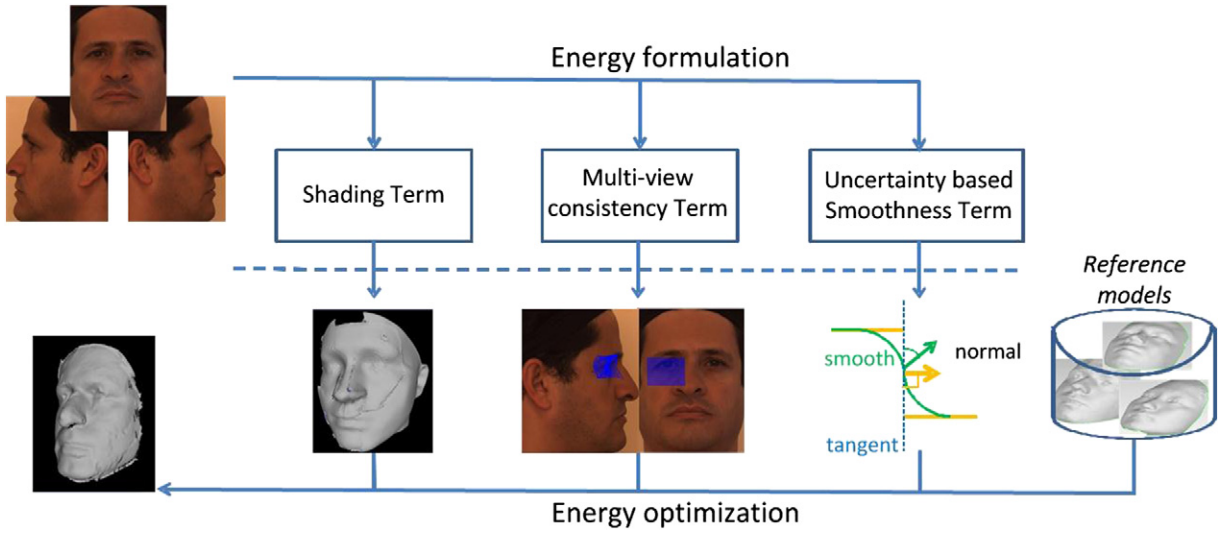 Energy formulation
Shading Term
Multi-view
consistency Term
Uncertainty based
Smoothness Term
Reference
models
smooth
normal
tangent
Energy optimization